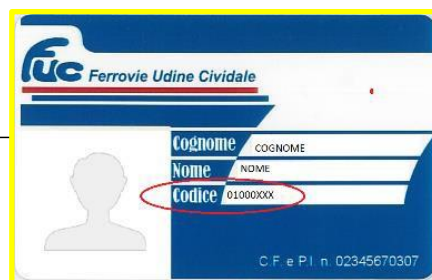 Fuc Ferrovie Udine Cividale
Cognome COGNOME
Nome NOME
Codice 01000XXX
C.F. e P.I. n. 02345670307